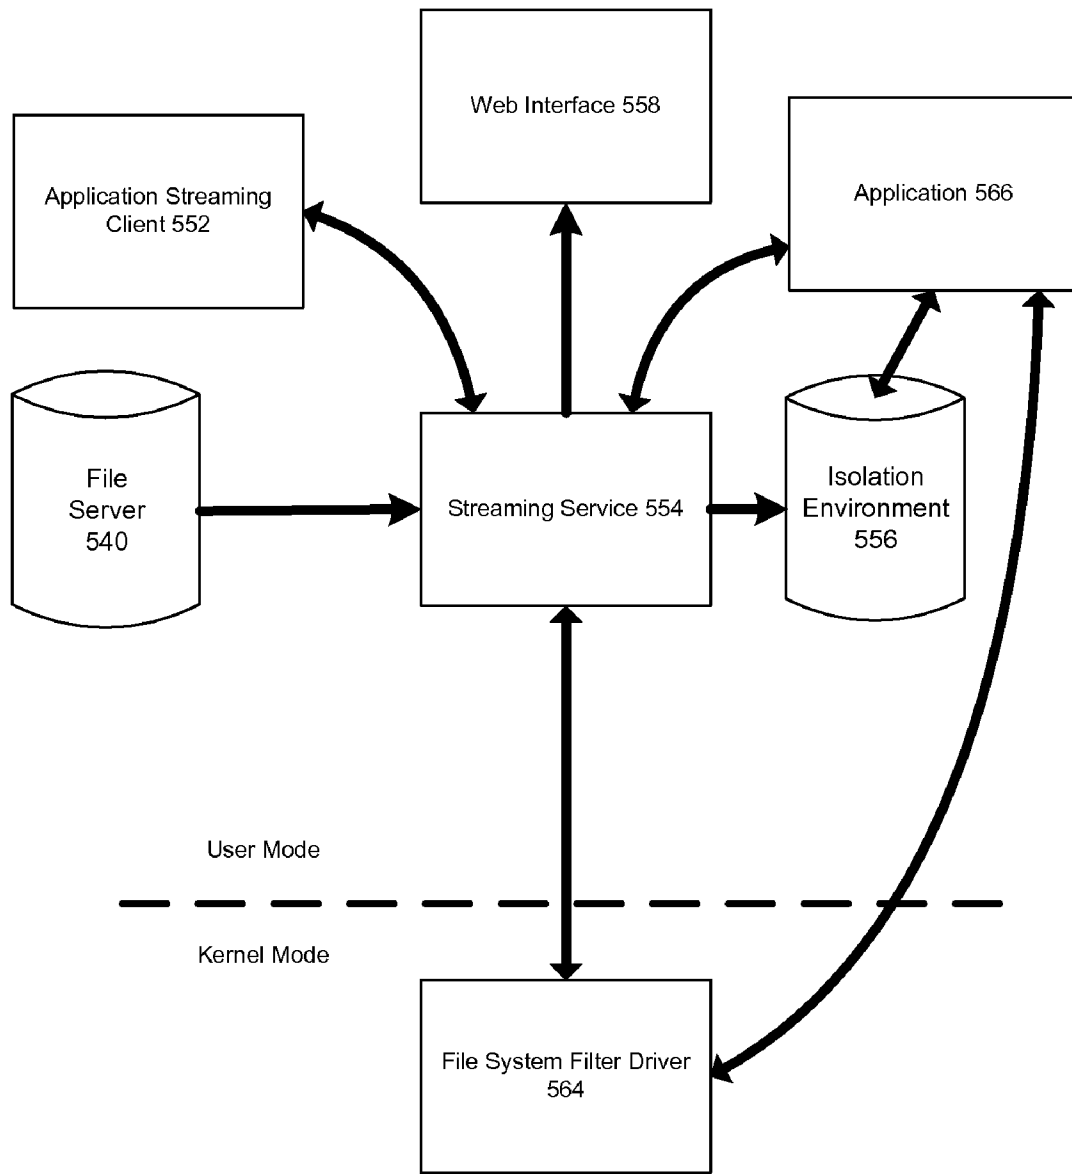 Web Interface 558
Application Streaming
Client 552
Application 566
File
Server
540
Streaming Service 554
Isolation
Environment
556
User Mode
Kernel Mode
File System Filter Driver
564